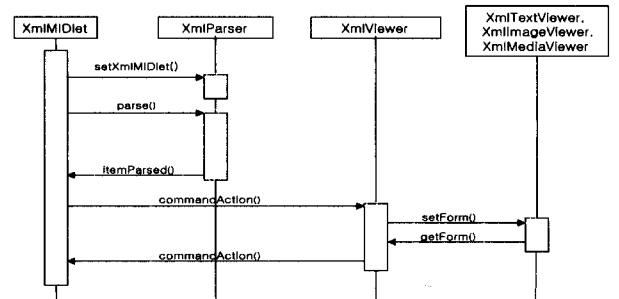 XmlMIDlet
XmlParser
XmlViewer
XmlTextViewer,
XmlImageViewer,
XmlMediaViewer
setXmlMIDlet()
parse()
itemParsed()
commandAction()
setForm()
getForm()
commandAction()